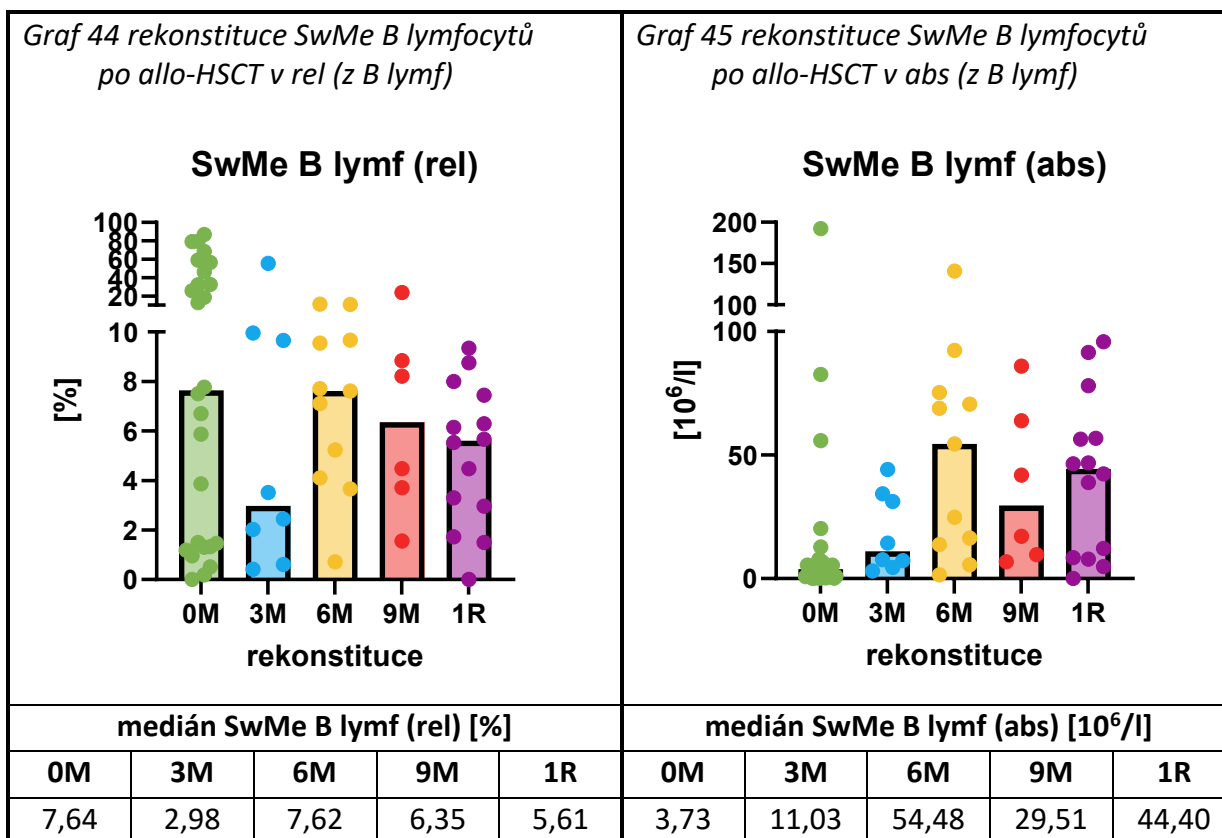 Graf 44 rekonstituce SwMe B lymfocytů
po allo-HSCT v rel (z B lymf)
SwMe B lymf (rel)
100
80
60
40
20
10
8
6
4
2
0
[%]
0M 3M 6M 9M 1R
rekonstituce
Graf 45 rekonstituce SwMe B lymfocytů
po allo-HSCT v abs (z B lymf)
SwMe B lymf (abs)
200
150
100
100
50
0
[10⁶/l]
0M 3M 6M 9M 1R
rekonstituce
medián SwMe B lymf (rel) [%] medián SwMe B lymf (abs) [10⁶/l]
0M 3M 6M 9M 1R 0M 3M 6M 9M 1R
7,64 2,98 7,62 6,35 5,61 3,73 11,03 54,48 29,51 44,40